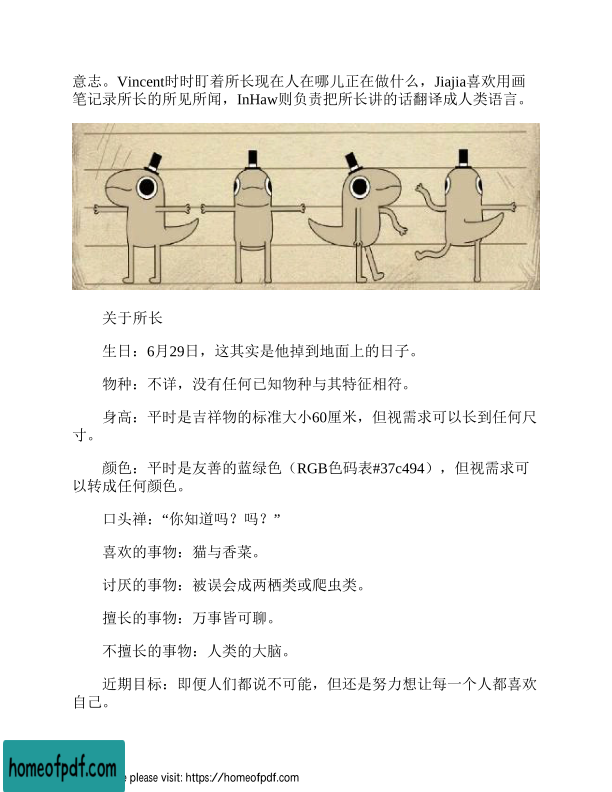 意志。Vincent时时盯着所长现在人在哪儿正在做什么，Jiajia喜欢用画
笔记录所长的所见所闻，InHaw则负责把所长讲的话翻译成人类语言。
关于所长
生日：6月29日，这其实是他掉到地面上的日子。
物种：不详，没有任何已知物种与其特征相符。
身高：平时是吉祥物的标准大小60厘米，但视需求可以长到任何尺
寸。
颜色：平时是友善的蓝绿色（RGB色码表#37c494），但视需求可
以转成任何颜色。
口头禅：“你知道吗？吗？”
喜欢的事物：猫与香菜。
讨厌的事物：被误会成两栖类或爬虫类。
擅长的事物：万事皆可聊。
不擅长的事物：人类的大脑。
近期目标：即便人们都说不可能，但还是努力想让每一个人都喜欢
自己。
homeofpdf.com
e please visit: https://homeofpdf.com